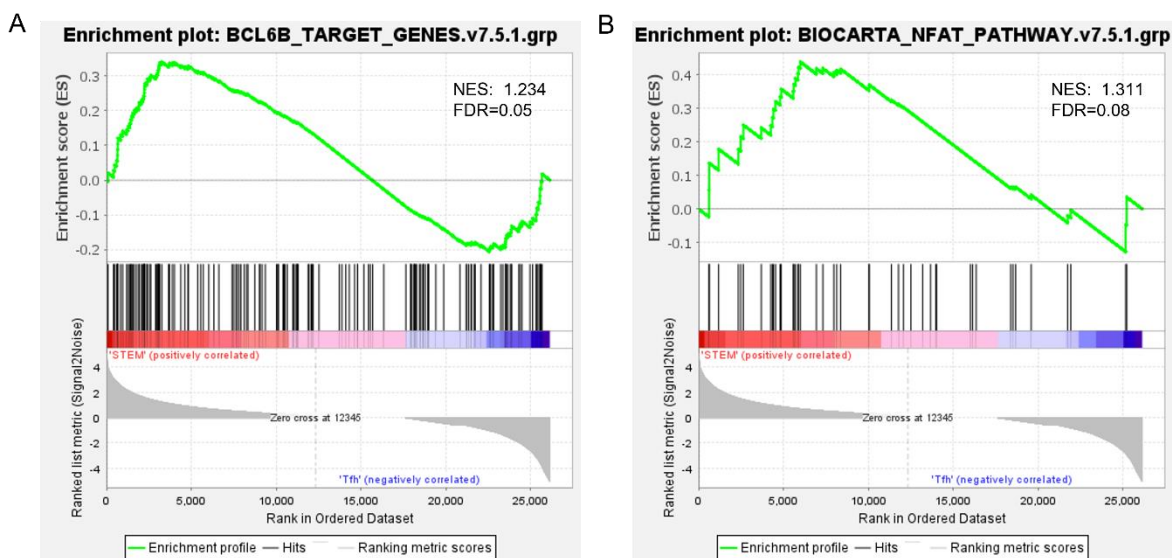 A
Enrichment plot: BCL6B_TARGET_GENES.v7.5.1.grp
NES: 1.234
FDR=0.05
Enrichment score (ES)
0.3
0.2
0.1
0.0
-0.1
-0.2
'STEM' (positively correlated)
Ranked list metric (Signal2Noise)
4
2
0
-2
-4
Zero cross at 12345
'Tfh' (negatively correlated)
0 5,000 10,000 15,000 20,000 25,000
Rank in Ordered Dataset
Enrichment profile Hits Ranking metric scores
B
Enrichment plot: BIOCARTA_NFAT_PATHWAY.v7.5.1.grp
NES: 1.311
FDR=0.08
Enrichment score (ES)
0.4
0.3
0.2
0.1
0.0
-0.1
'STEM' (positively correlated)
Ranked list metric (Signal2Noise)
4
2
0
-2
-4
Zero cross at 12345
'Tfh' (negatively correlated)
0 5,000 10,000 15,000 20,000 25,000
Rank in Ordered Dataset
Enrichment profile Hits Ranking metric scores